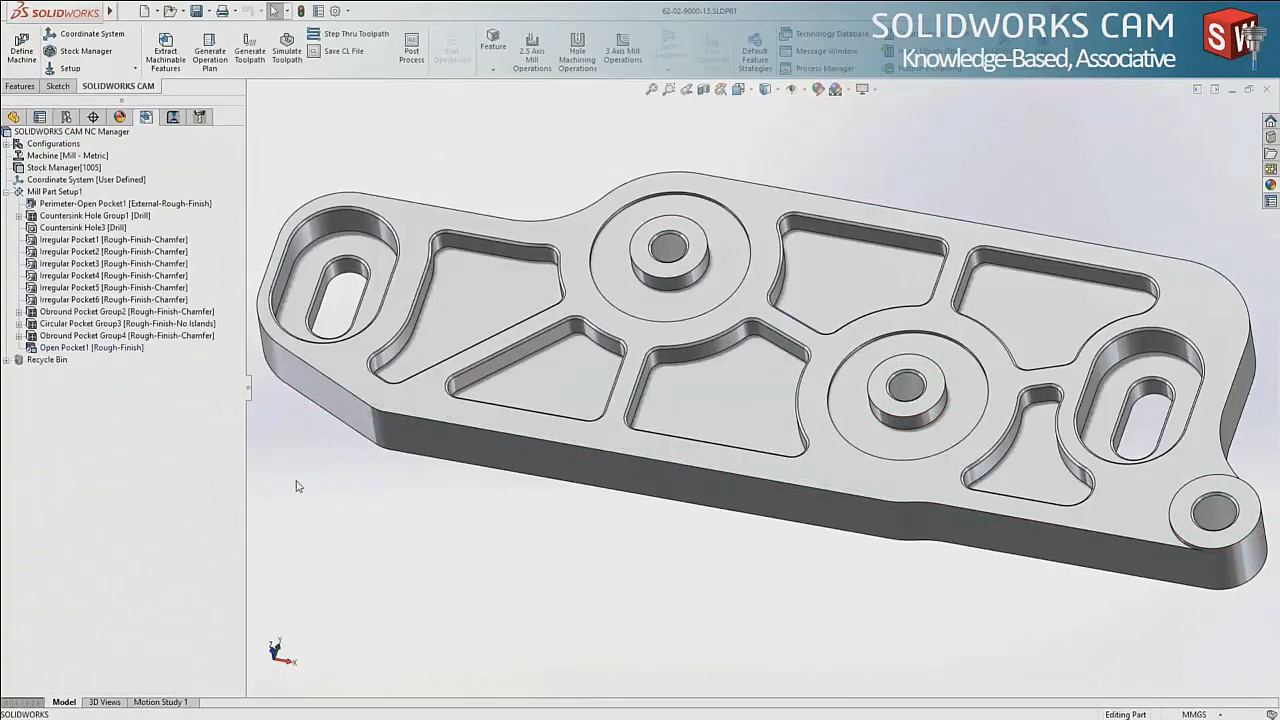 SOLIDWORKS
62-02-9000-13.SLDPRT
SOLIDWORKS CAM
Knowledge-Based, Associative
Define Machine
Coordinate System
Stock Manager
Setup
Extract Machinable Features
Generate Operation Plan
Generate Toolpath
Simulate Toolpath
Step Thru Toolpath
Save CL File
Post Process
Start Operations
Feature
2.5 Axis Mill Operations
Hole Machining Operations
3 Axis Mill Operations
Default Feature Strategies
Technology Database
Message Window
Process Manager
Features
Sketch
SOLIDWORKS CAM
SOLIDWORKS CAM NC Manager
Configurations
Machine [Mill - Metric]
Stock Manager[1005]
Coordinate System [User Defined]
Mill Part Setup1
Perimeter-Open Pocket1 [External-Rough-Finish]
Countersink Hole Group1 [Drill]
Countersink Hole3 [Drill]
Irregular Pocket1 [Rough-Finish-Chamfer]
Irregular Pocket2 [Rough-Finish-Chamfer]
Irregular Pocket3 [Rough-Finish-Chamfer]
Irregular Pocket4 [Rough-Finish-Chamfer]
Irregular Pocket5 [Rough-Finish-Chamfer]
Irregular Pocket6 [Rough-Finish-Chamfer]
Obround Pocket Group2 [Rough-Finish-Chamfer]
Circular Pocket Group3 [Rough-Finish-No Islands]
Obround Pocket Group4 [Rough-Finish-Chamfer]
Open Pocket1 [Rough-Finish]
Recycle Bin
Z Y X
Model
3D Views
Motion Study 1
SOLIDWORKS
Editing Part
MMGS